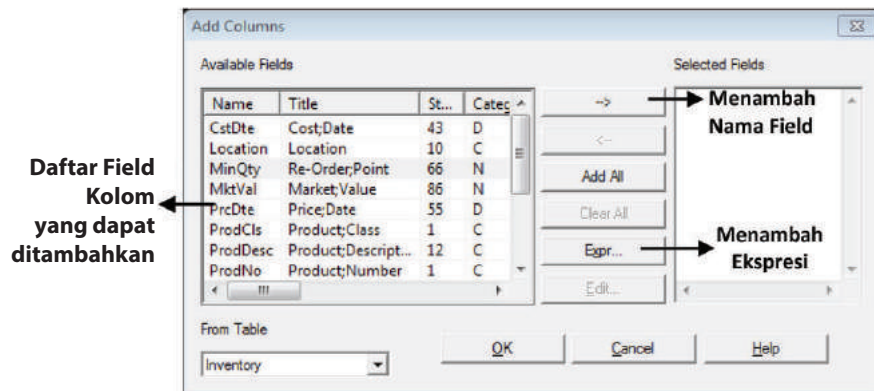 Add Columns
Available Fields
Selected Fields
Name Title St... Categ
CstDte Cost;Date 43 D
Location Location 10 C
MinQty Re-Order;Point 66 N
MktVal Market;Value 86 N
PrcDte Price;Date 55 D
ProdCls Product;Class 1 C
ProdDesc Product;Descript... 12 C
ProdNo Product;Number 1 C
-->
<--
Add All
Clear All
Expr...
Edit...
Menambah
Nama Field
Menambah
Ekspresi
Daftar Field
Kolom
yang dapat
ditambahkan
From Table
Inventory
OK
Cancel
Help